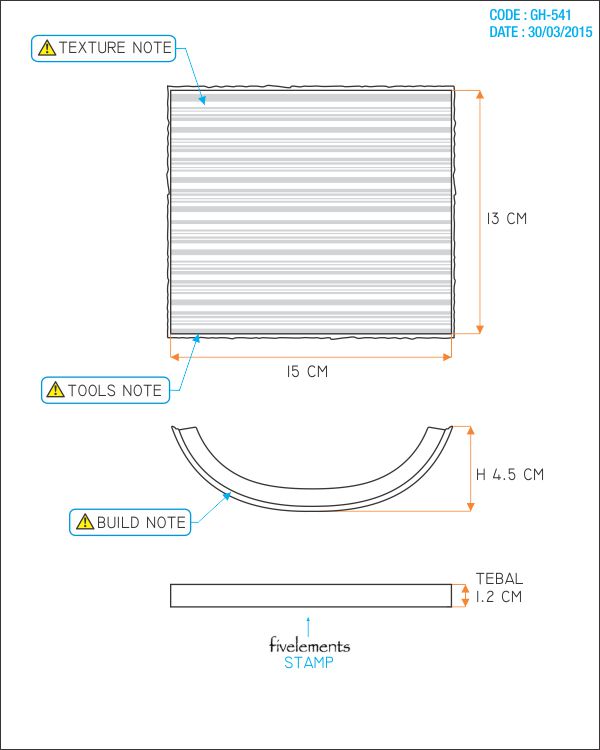 CODE : GH-541
DATE : 30/03/2015
TEXTURE NOTE
13 CM
15 CM
TOOLS NOTE
H 4.5 CM
BUILD NOTE
TEBAL
1.2 CM
fivelements
STAMP